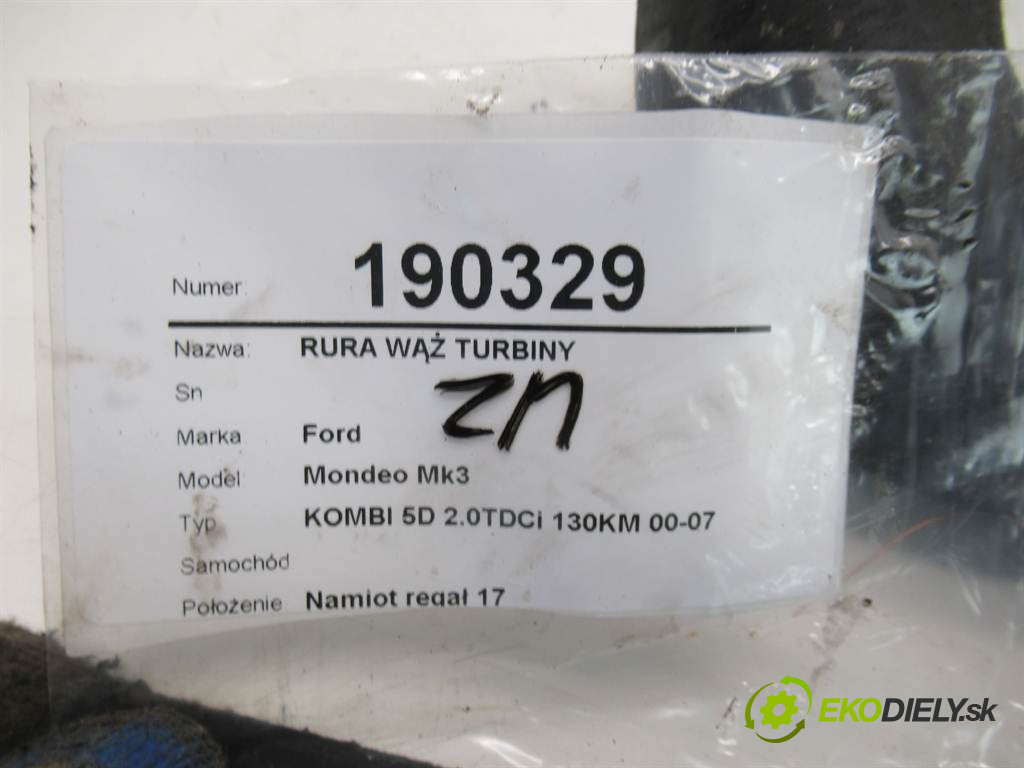 Numer: 190329
Nazwa: RURA WĄŻ TURBINY
Sn
ZN
Marka Ford
Model Mondeo Mk3
Typ KOMBI 5D 2.0TDCi 130KM 00-07
Samochód
Położenie Namiot regał 17
EKODIELY.sk